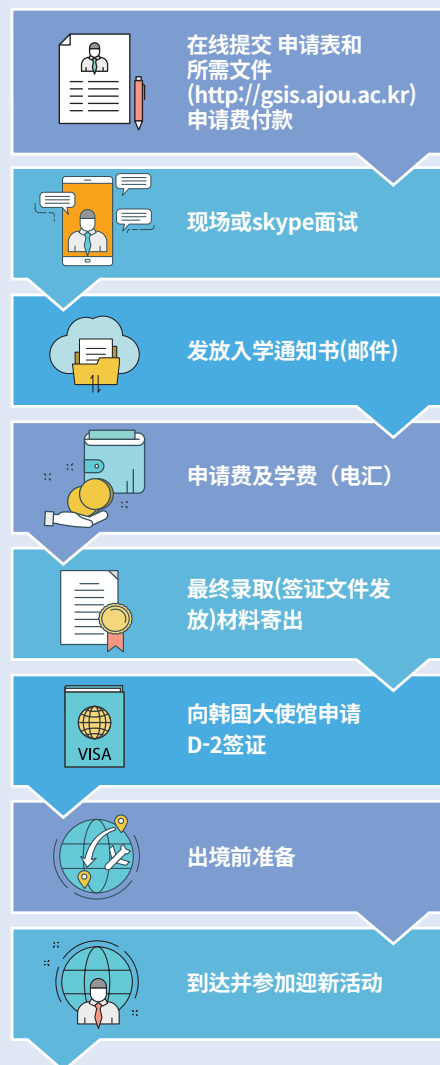 在线提交 申请表和
所需文件
(http://gsis.ajou.ac.kr)
申请费付款
现场或skype面试
发放入学通知书(邮件)
申请费及学费（电汇）
最终录取(签证文件发
放)材料寄出
向韩国大使馆申请
D-2签证
VISA
出境前准备
到达并参加迎新活动